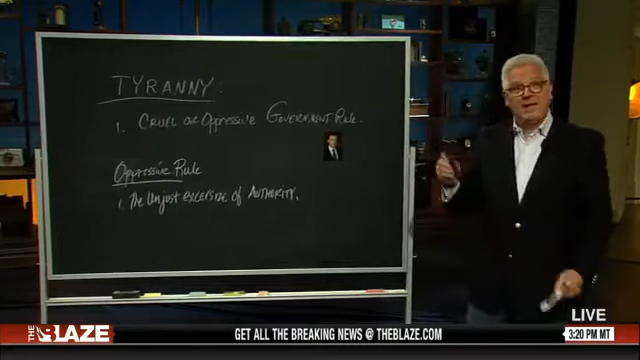 TYRANNY:
1. CRUEL OR OPPRESSIVE GOVERNMENT RULE.
Oppressive Rule
1. The Unjust EXCERSIZE OF AUTHORITY.
LIVE
THE BLAZE
GET ALL THE BREAKING NEWS @ THEBLAZE.COM
3:20 PM MT